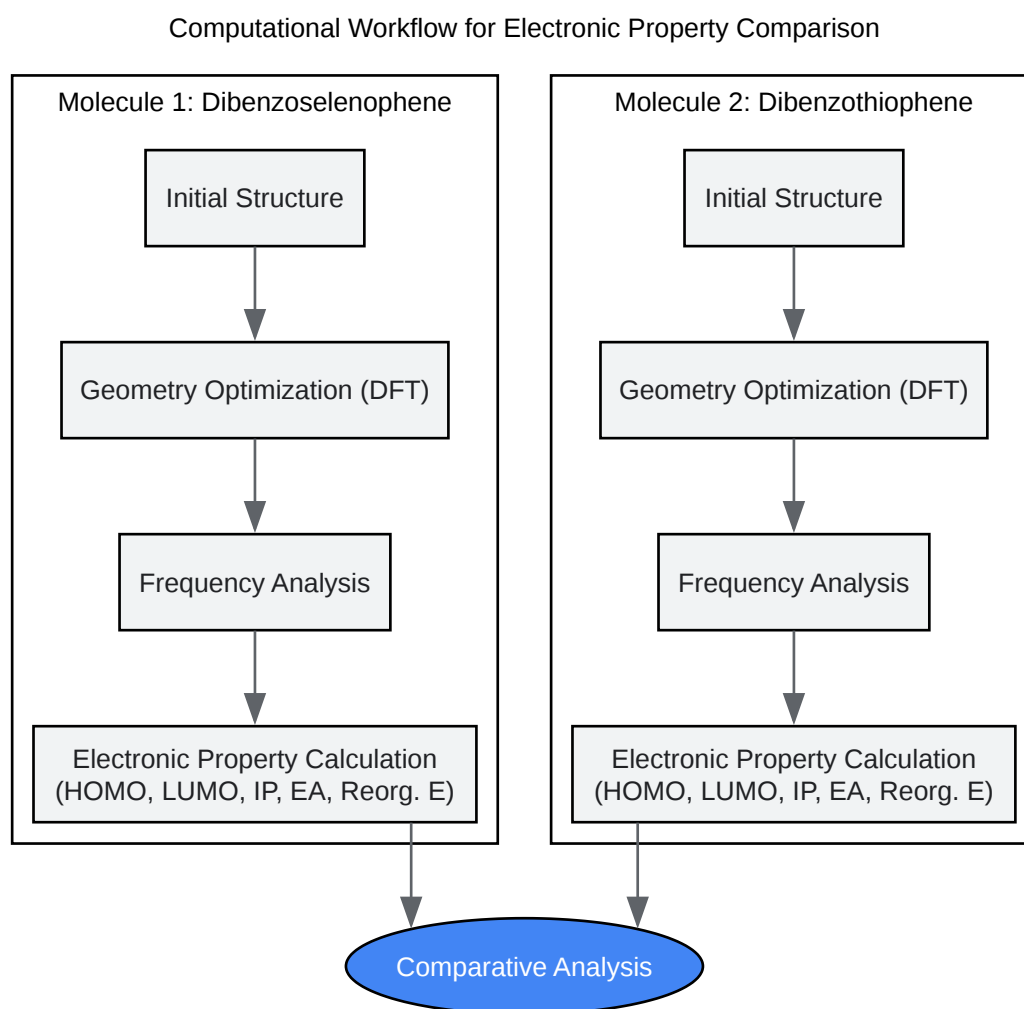 Computational Workflow for Electronic Property Comparison
Molecule 1: Dibenzoselenophene
Initial Structure
Geometry Optimization (DFT)
Frequency Analysis
Electronic Property Calculation
(HOMO, LUMO, IP, EA, Reorg. E)
Molecule 2: Dibenzothiophene
Initial Structure
Geometry Optimization (DFT)
Frequency Analysis
Electronic Property Calculation
(HOMO, LUMO, IP, EA, Reorg. E)
Comparative Analysis